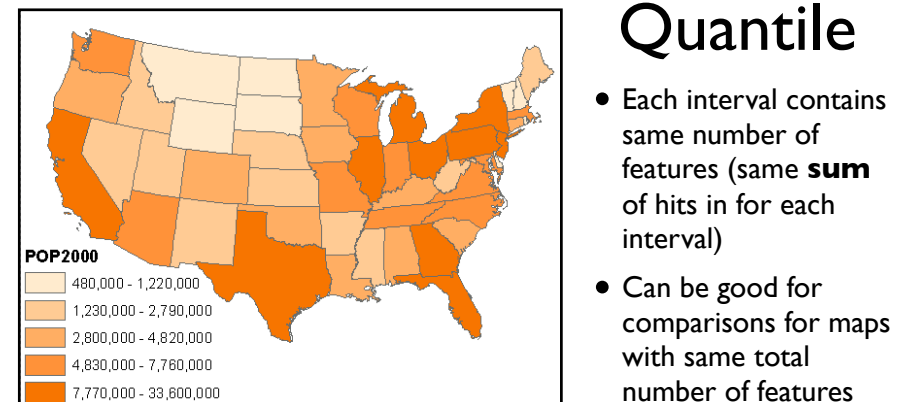 Quantile
• Each interval contains
same number of
features (same sum
of hits in for each
interval)
• Can be good for
comparisons for maps
with same total
number of features
POP2000
480,000 - 1,220,000
1,230,000 - 2,790,000
2,800,000 - 4,820,000
4,830,000 - 7,760,000
7,770,000 - 33,600,000